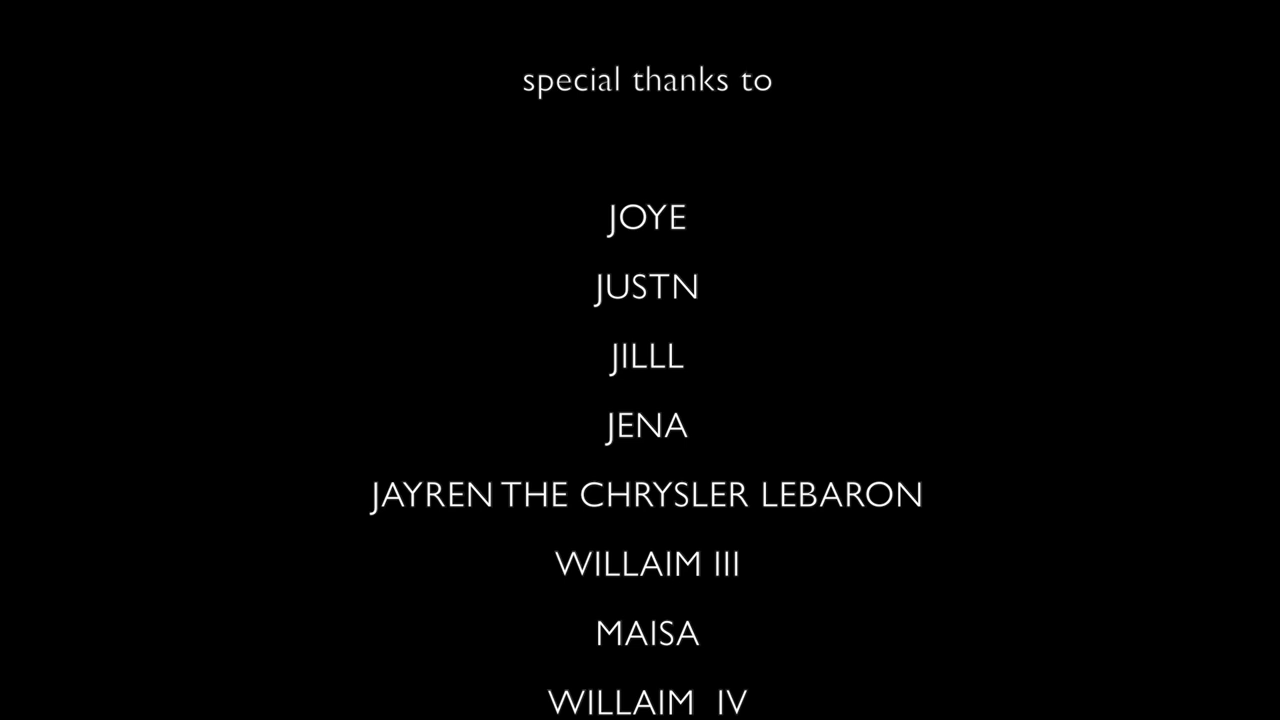 special thanks to
JOYE
JUSTN
JILLL
JENA
JAYREN THE CHRYSLER LEBARON
WILLAIM III
MAISA
WILLAIM IV